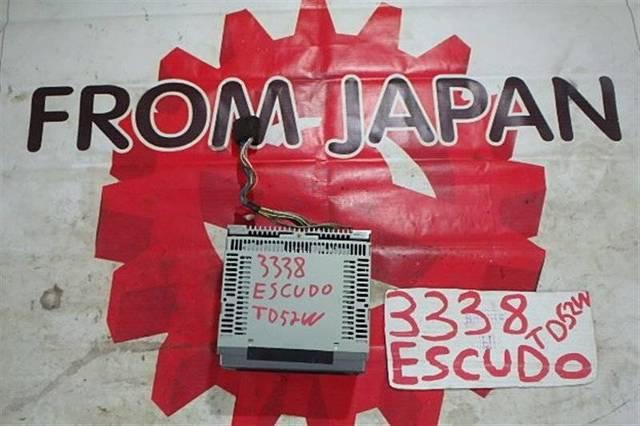 FROM JAPAN
3338
ESCUDO
TD52W
3338 TD52W
ESCUDO